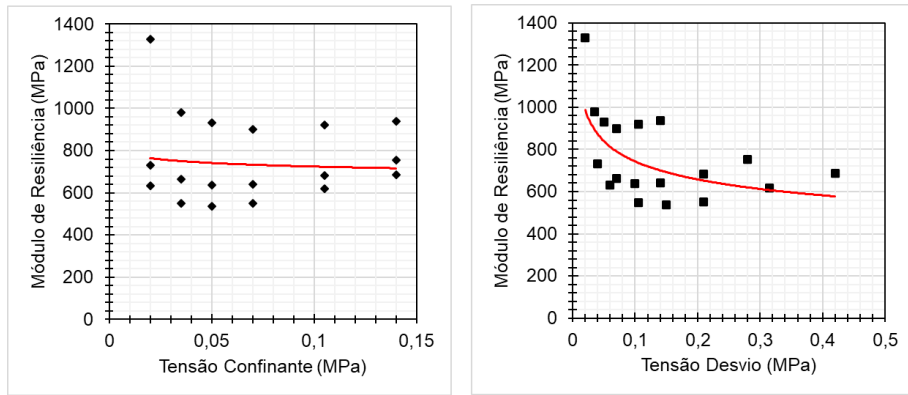 1400
1200
1000
800
600
400
200
0
Módulo de Resiliência (MPa)
0 0,05 0,1 0,15
Tensão Confinante (MPa)
1400
1200
1000
800
600
400
200
0
Módulo de Resiliência (MPa)
0 0,1 0,2 0,3 0,4 0,5
Tensão Desvio (MPa)